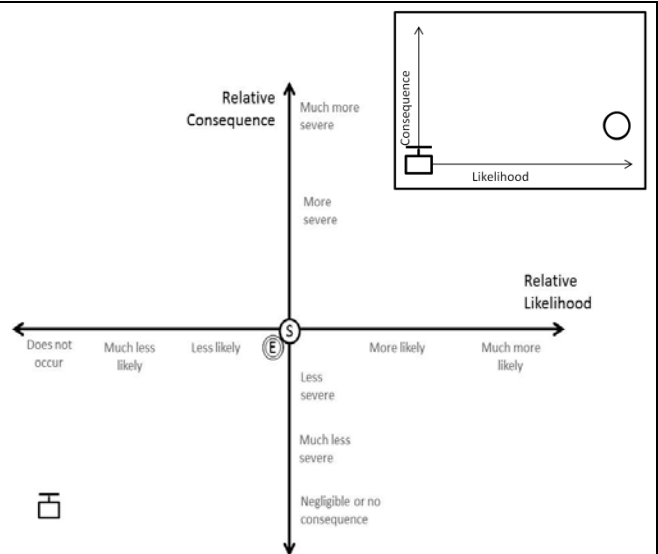 Relative
Consequence
Much more
severe
More
severe
Consequence
Likelihood
Relative
Likelihood
S
E
Does not
occur
Much less
likely
Less likely
More likely
Much more
likely
Less
severe
Much less
severe
Negligible or no
consequence